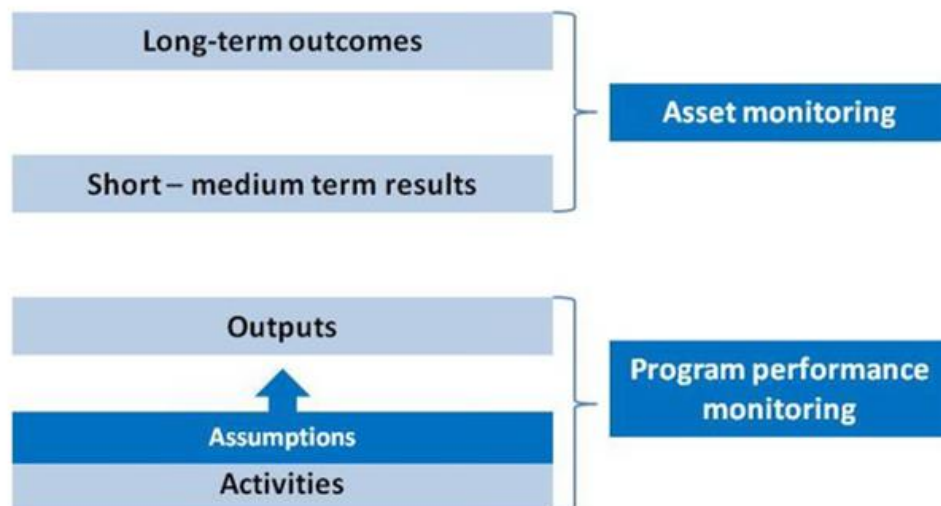 Long-term outcomes
Asset monitoring
Short – medium term results
Outputs
Program performance
monitoring
Assumptions
Activities